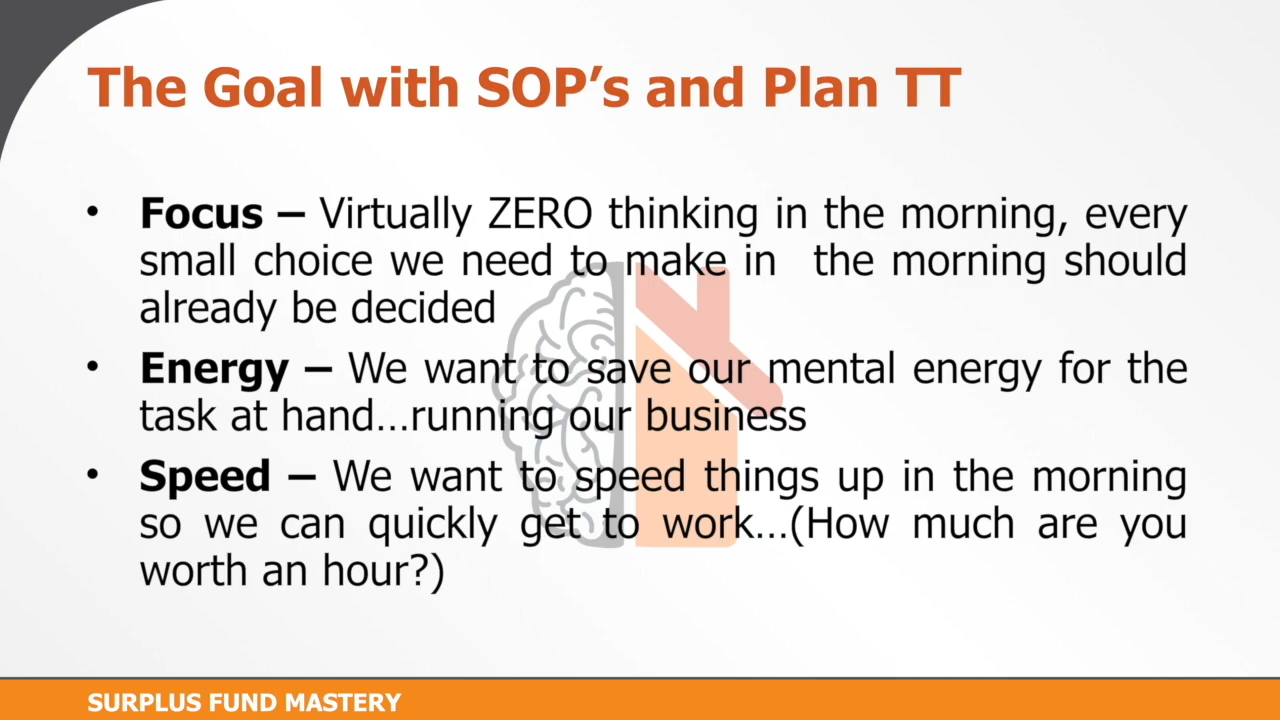 The Goal with SOP’s and Plan TT
• Focus – Virtually ZERO thinking in the morning, every
small choice we need to make in the morning should
already be decided
• Energy – We want to save our mental energy for the
task at hand…running our business
• Speed – We want to speed things up in the morning
so we can quickly get to work…(How much are you
worth an hour?)
SURPLUS FUND MASTERY